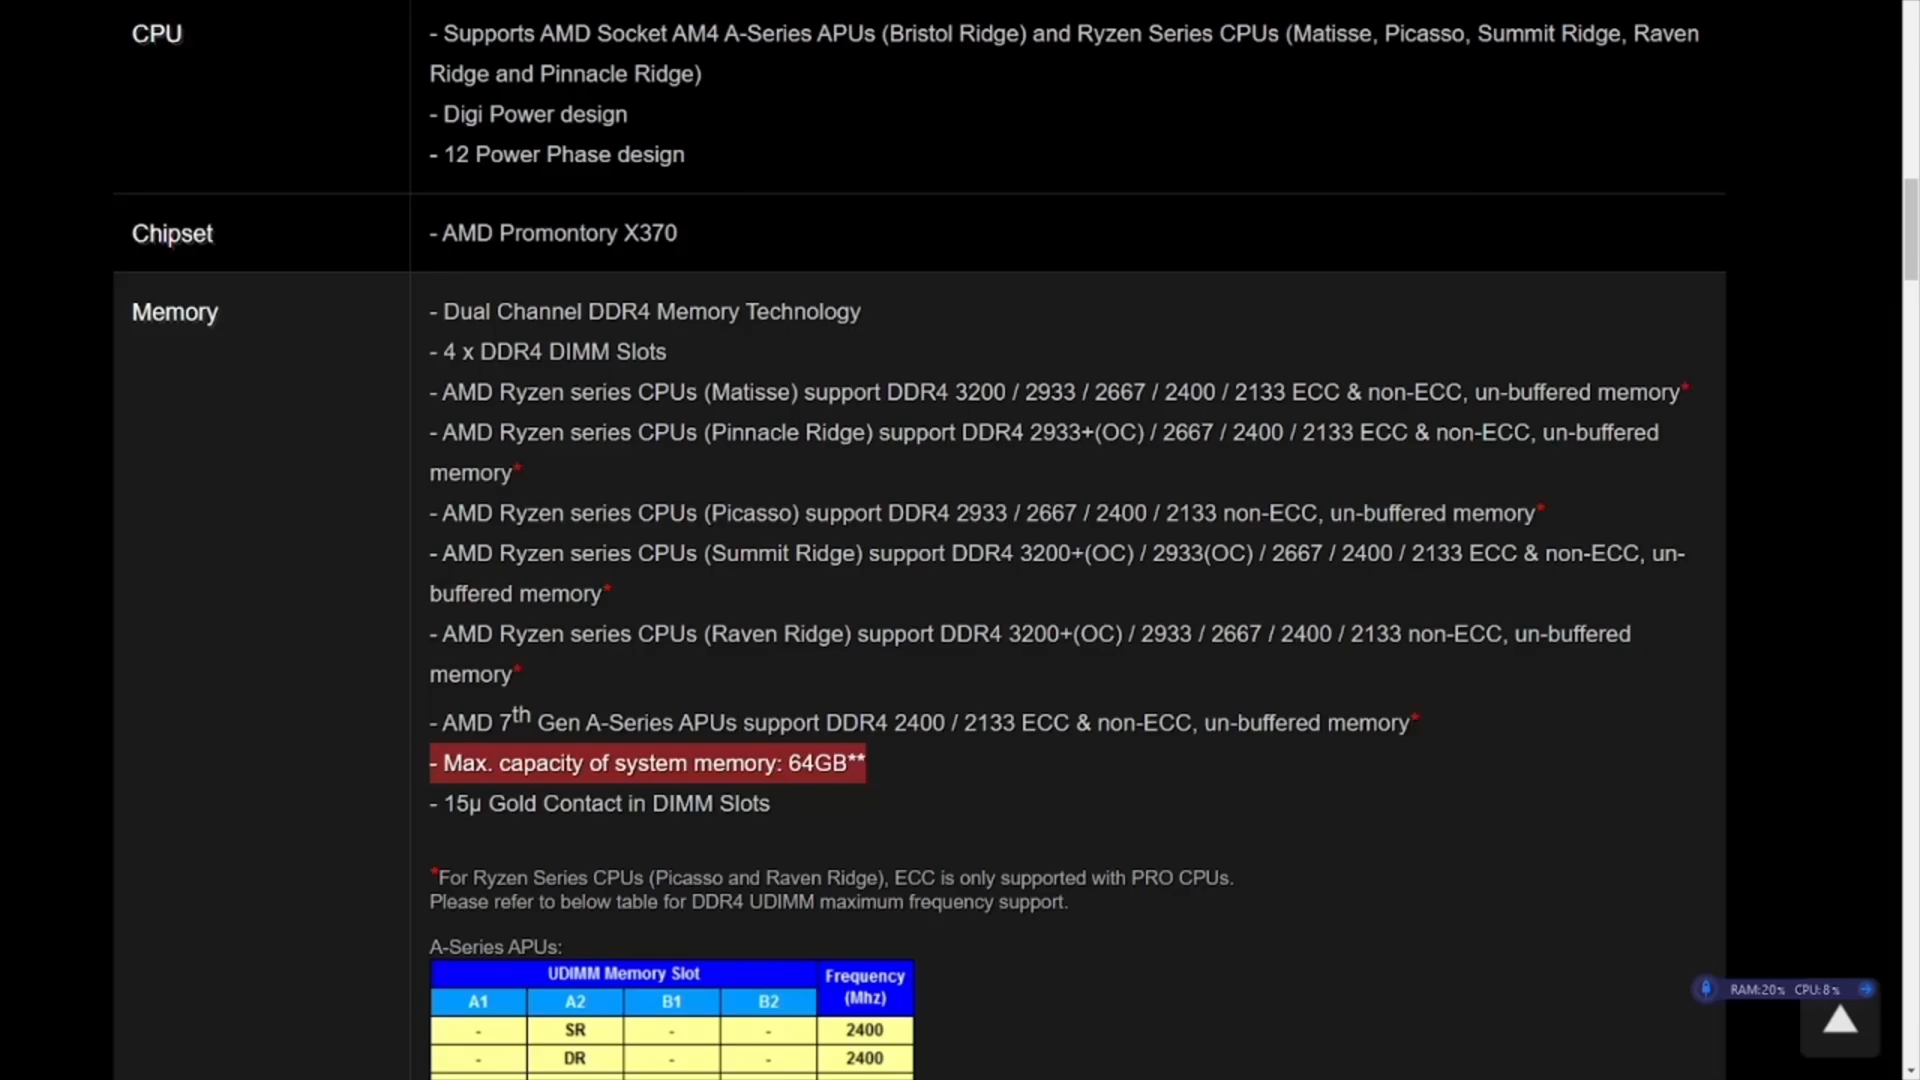 CPU
- Supports AMD Socket AM4 A-Series APUs (Bristol Ridge) and Ryzen Series CPUs (Matisse, Picasso, Summit Ridge, Raven
Ridge and Pinnacle Ridge)
- Digi Power design
- 12 Power Phase design
Chipset
- AMD Promontory X370
Memory
- Dual Channel DDR4 Memory Technology
- 4 x DDR4 DIMM Slots
- AMD Ryzen series CPUs (Matisse) support DDR4 3200 / 2933 / 2667 / 2400 / 2133 ECC & non-ECC, un-buffered memory*
- AMD Ryzen series CPUs (Pinnacle Ridge) support DDR4 2933+(OC) / 2667 / 2400 / 2133 ECC & non-ECC, un-buffered
memory*
- AMD Ryzen series CPUs (Picasso) support DDR4 2933 / 2667 / 2400 / 2133 non-ECC, un-buffered memory*
- AMD Ryzen series CPUs (Summit Ridge) support DDR4 3200+(OC) / 2933(OC) / 2667 / 2400 / 2133 ECC & non-ECC, un-
buffered memory*
- AMD Ryzen series CPUs (Raven Ridge) support DDR4 3200+(OC) / 2933 / 2667 / 2400 / 2133 non-ECC, un-buffered
memory*
- AMD 7th Gen A-Series APUs support DDR4 2400 / 2133 ECC & non-ECC, un-buffered memory*
- Max. capacity of system memory: 64GB**
- 15μ Gold Contact in DIMM Slots
*For Ryzen Series CPUs (Picasso and Raven Ridge), ECC is only supported with PRO CPUs.
Please refer to below table for DDR4 UDIMM maximum frequency support.
A-Series APUs:
UDIMM Memory Slot Frequency
(Mhz)
A1 A2 B1 B2
- SR - - 2400
- DR - - 2400
RAM:20% CPU:8%